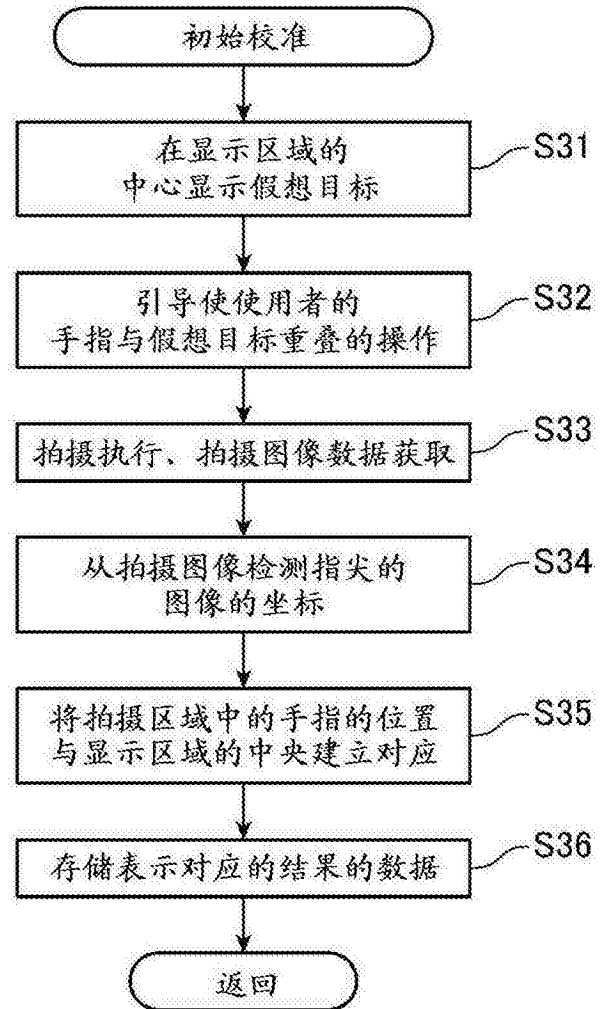 初始校准
在显示区域的
中心显示假想目标
S31
引导使使用者的
手指与假想目标重叠的操作
S32
拍摄执行、拍摄图像数据获取
S33
从拍摄图像检测指尖的
图像的坐标
S34
将拍摄区域中的手指的位置
与显示区域的中央建立对应
S35
存储表示对应的结果的数据
S36
返回